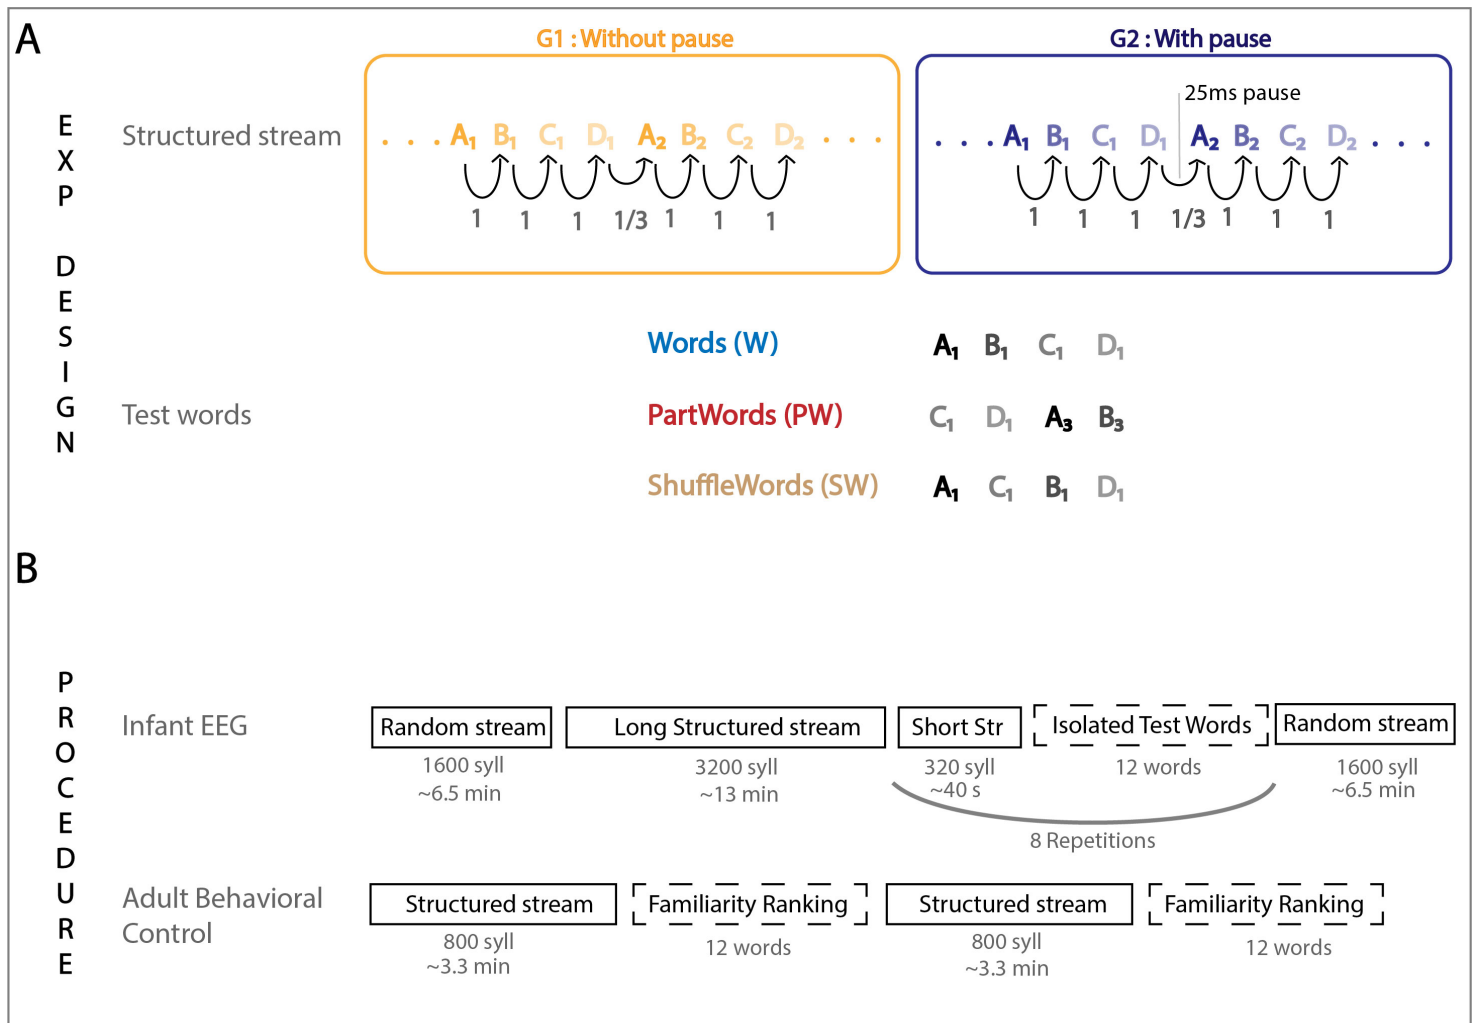 A
EXP DESIGN
G1 : Without pause
G2 : With pause
25ms pause
Structured stream
. . . . A₁ B₁ C₁ D₁ A₂ B₂ C₂ D₂ . . . .
1 1 1 1/3 1 1 1
. . . . A₁ B₁ C₁ D₁ A₂ B₂ C₂ D₂ . . . .
1 1 1 1/3 1 1 1
Test words
Words (W) A₁ B₁ C₁ D₁
PartWords (PW) C₁ D₁ A₃ B₃
ShuffleWords (SW) A₁ C₁ B₁ D₁
B
PROCEDURE
Infant EEG
Random stream
1600 syll
~6.5 min
Long Structured stream
3200 syll
~13 min
Short Str
320 syll
~40 s
Isolated Test Words
12 words
8 Repetitions
Random stream
1600 syll
~6.5 min
Adult Behavioral
Control
Structured stream
800 syll
~3.3 min
Familiarity Ranking
12 words
Structured stream
800 syll
~3.3 min
Familiarity Ranking
12 words